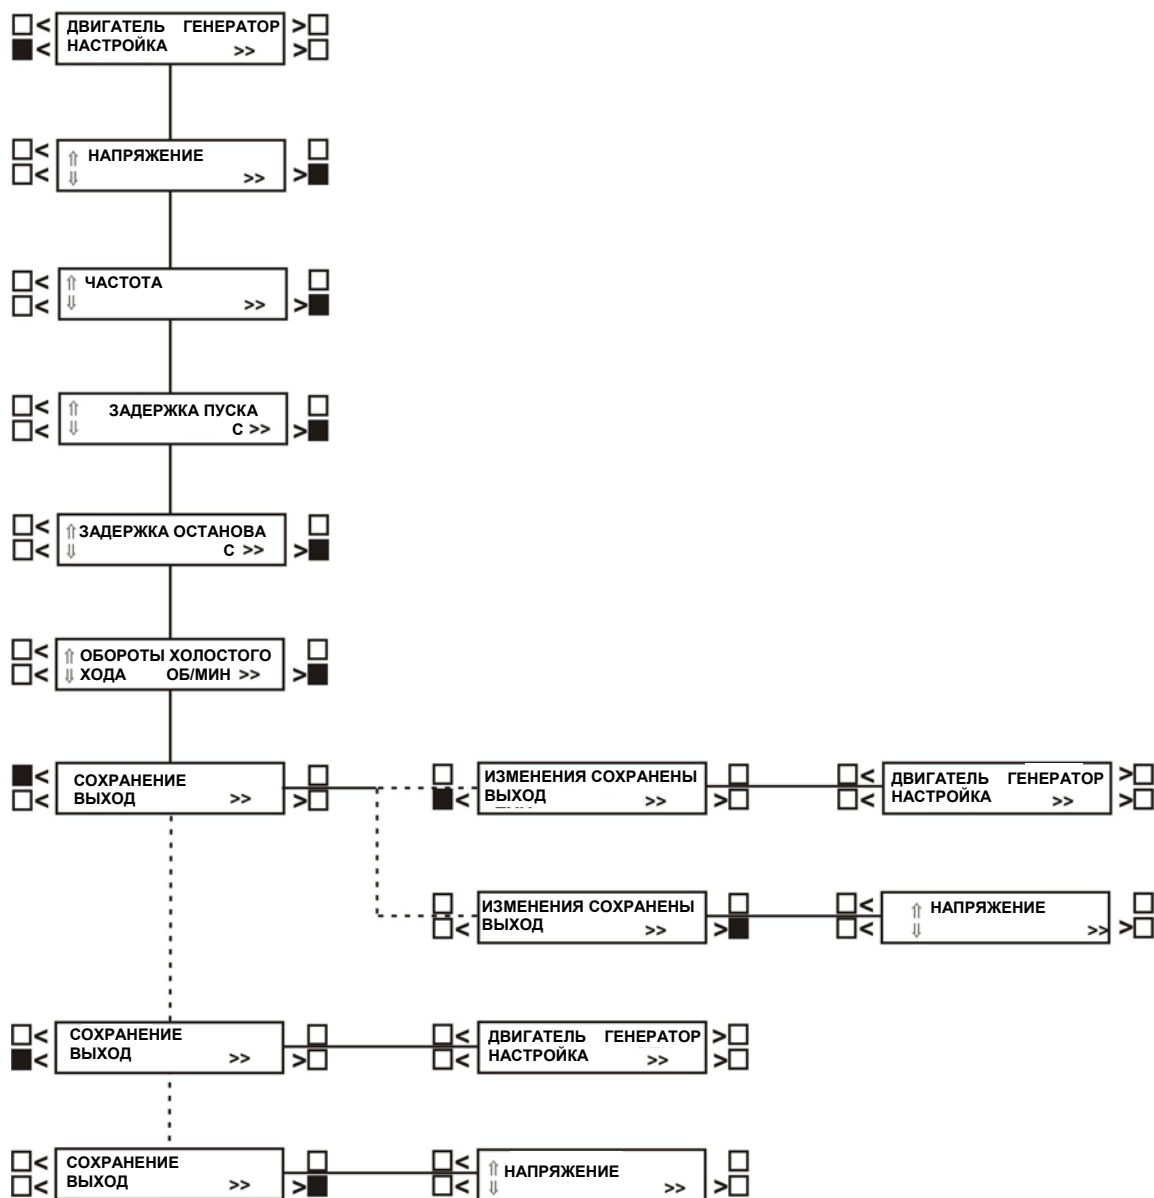 ДВИГАТЕЛЬ ГЕНЕРАТОР
НАСТРОЙКА >>
НАПРЯЖЕНИЕ
>>
ЧАСТОТА
>>
ЗАДЕРЖКА ПУСКА
С >>
ЗАДЕРЖКА ОСТАНОВА
С >>
ОБОРОТЫ ХОЛОСТОГО
ХОДА ОБ/МИН >>
СОХРАНЕНИЕ
ВЫХОД >>
ИЗМЕНЕНИЯ СОХРАНЕНЫ
ВЫХОД >>
ДВИГАТЕЛЬ ГЕНЕРАТОР
НАСТРОЙКА >>
ИЗМЕНЕНИЯ СОХРАНЕНЫ
ВЫХОД >>
НАПРЯЖЕНИЕ
>>
СОХРАНЕНИЕ
ВЫХОД >>
ДВИГАТЕЛЬ ГЕНЕРАТОР
НАСТРОЙКА >>
СОХРАНЕНИЕ
ВЫХОД >>
НАПРЯЖЕНИЕ
>>